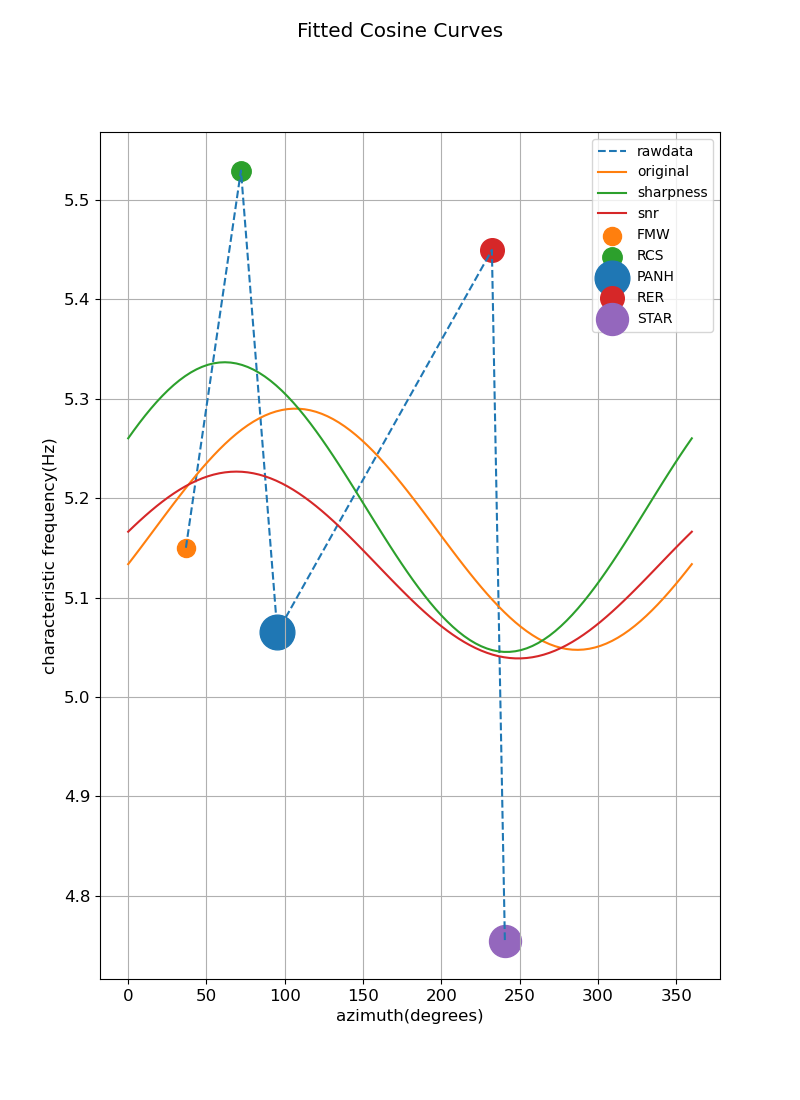 Fitted Cosine Curves
rawdata
original
sharpness
snr
FMW
RCS
PANH
RER
STAR
characteristic frequency(Hz)
5.5
5.4
5.3
5.2
5.1
5.0
4.9
4.8
0 50 100 150 200 250 300 350
azimuth(degrees)